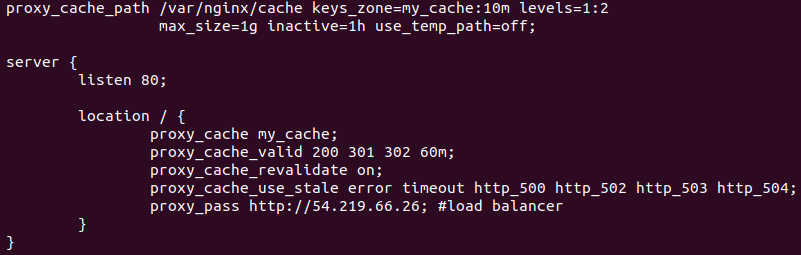 proxy_cache_path /var/nginx/cache keys_zone=my_cache:10m levels=1:2
                 max_size=1g inactive=1h use_temp_path=off;

server {
        listen 80;

        location / {
                proxy_cache my_cache;
                proxy_cache_valid 200 301 302 60m;
                proxy_cache_revalidate on;
                proxy_cache_use_stale error timeout http_500 http_502 http_503 http_504;
                proxy_pass http://54.219.66.26; #load balancer
        }
}